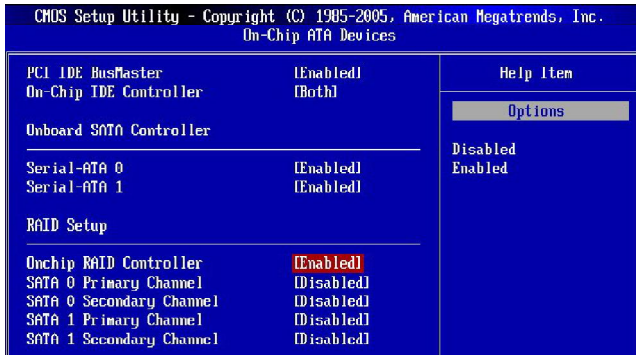 CMOS Setup Utility - Copyright (C) 1985-2005, American Megatrends, Inc.
On-Chip ATA Devices
PCI IDE BusMaster [Enabled]
On-Chip IDE Controller [Both]
Onboard SATA Controller
Serial-ATA 0 [Enabled]
Serial-ATA 1 [Enabled]
RAID Setup
Onchip RAID Controller [Enabled]
SATA 0 Primary Channel [Disabled]
SATA 0 Secondary Channel [Disabled]
SATA 1 Primary Channel [Disabled]
SATA 1 Secondary Channel [Disabled]
Help Item
Options
Disabled
Enabled